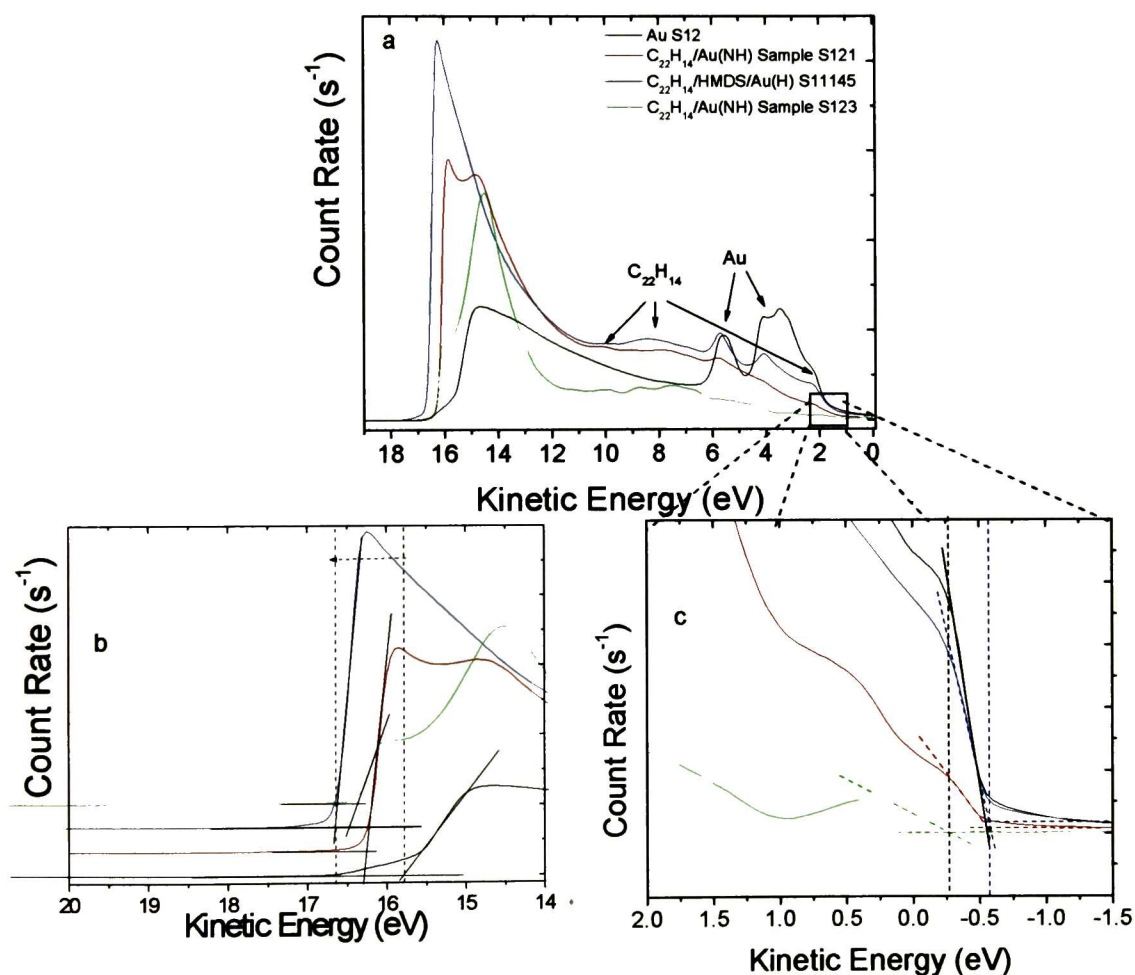 a
Au S12
C₂₂H₁₄/Au(NH) Sample S121
C₂₂H₁₄/HMDS/Au(H) S11145
C₂₂H₁₄/Au(NH) Sample S123
Count Rate (s⁻¹)
C₂₂H₁₄
Au
18 16 14 12 10 8 6 4 2 0
Kinetic Energy (eV)
b
Count Rate (s⁻¹)
20 19 18 17 16 15 14
Kinetic Energy (eV)
c
Count Rate (s⁻¹)
2.0 1.5 1.0 0.5 0.0 -0.5 -1.0 -1.5
Kinetic Energy (eV)